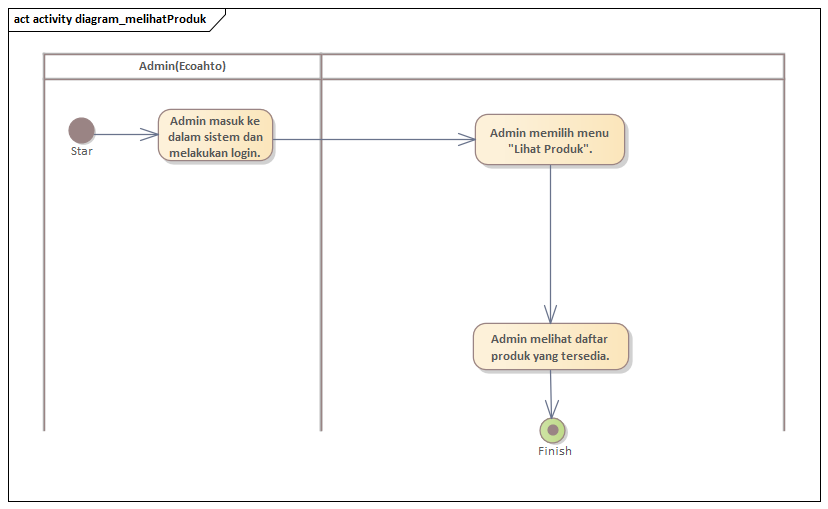 act activity diagram_melihatProduk
Admin(Ecoahto)
Star
Admin masuk ke
dalam sistem dan
melakukan login.
Admin memilih menu
"Lihat Produk".
Admin melihat daftar
produk yang tersedia.
Finish